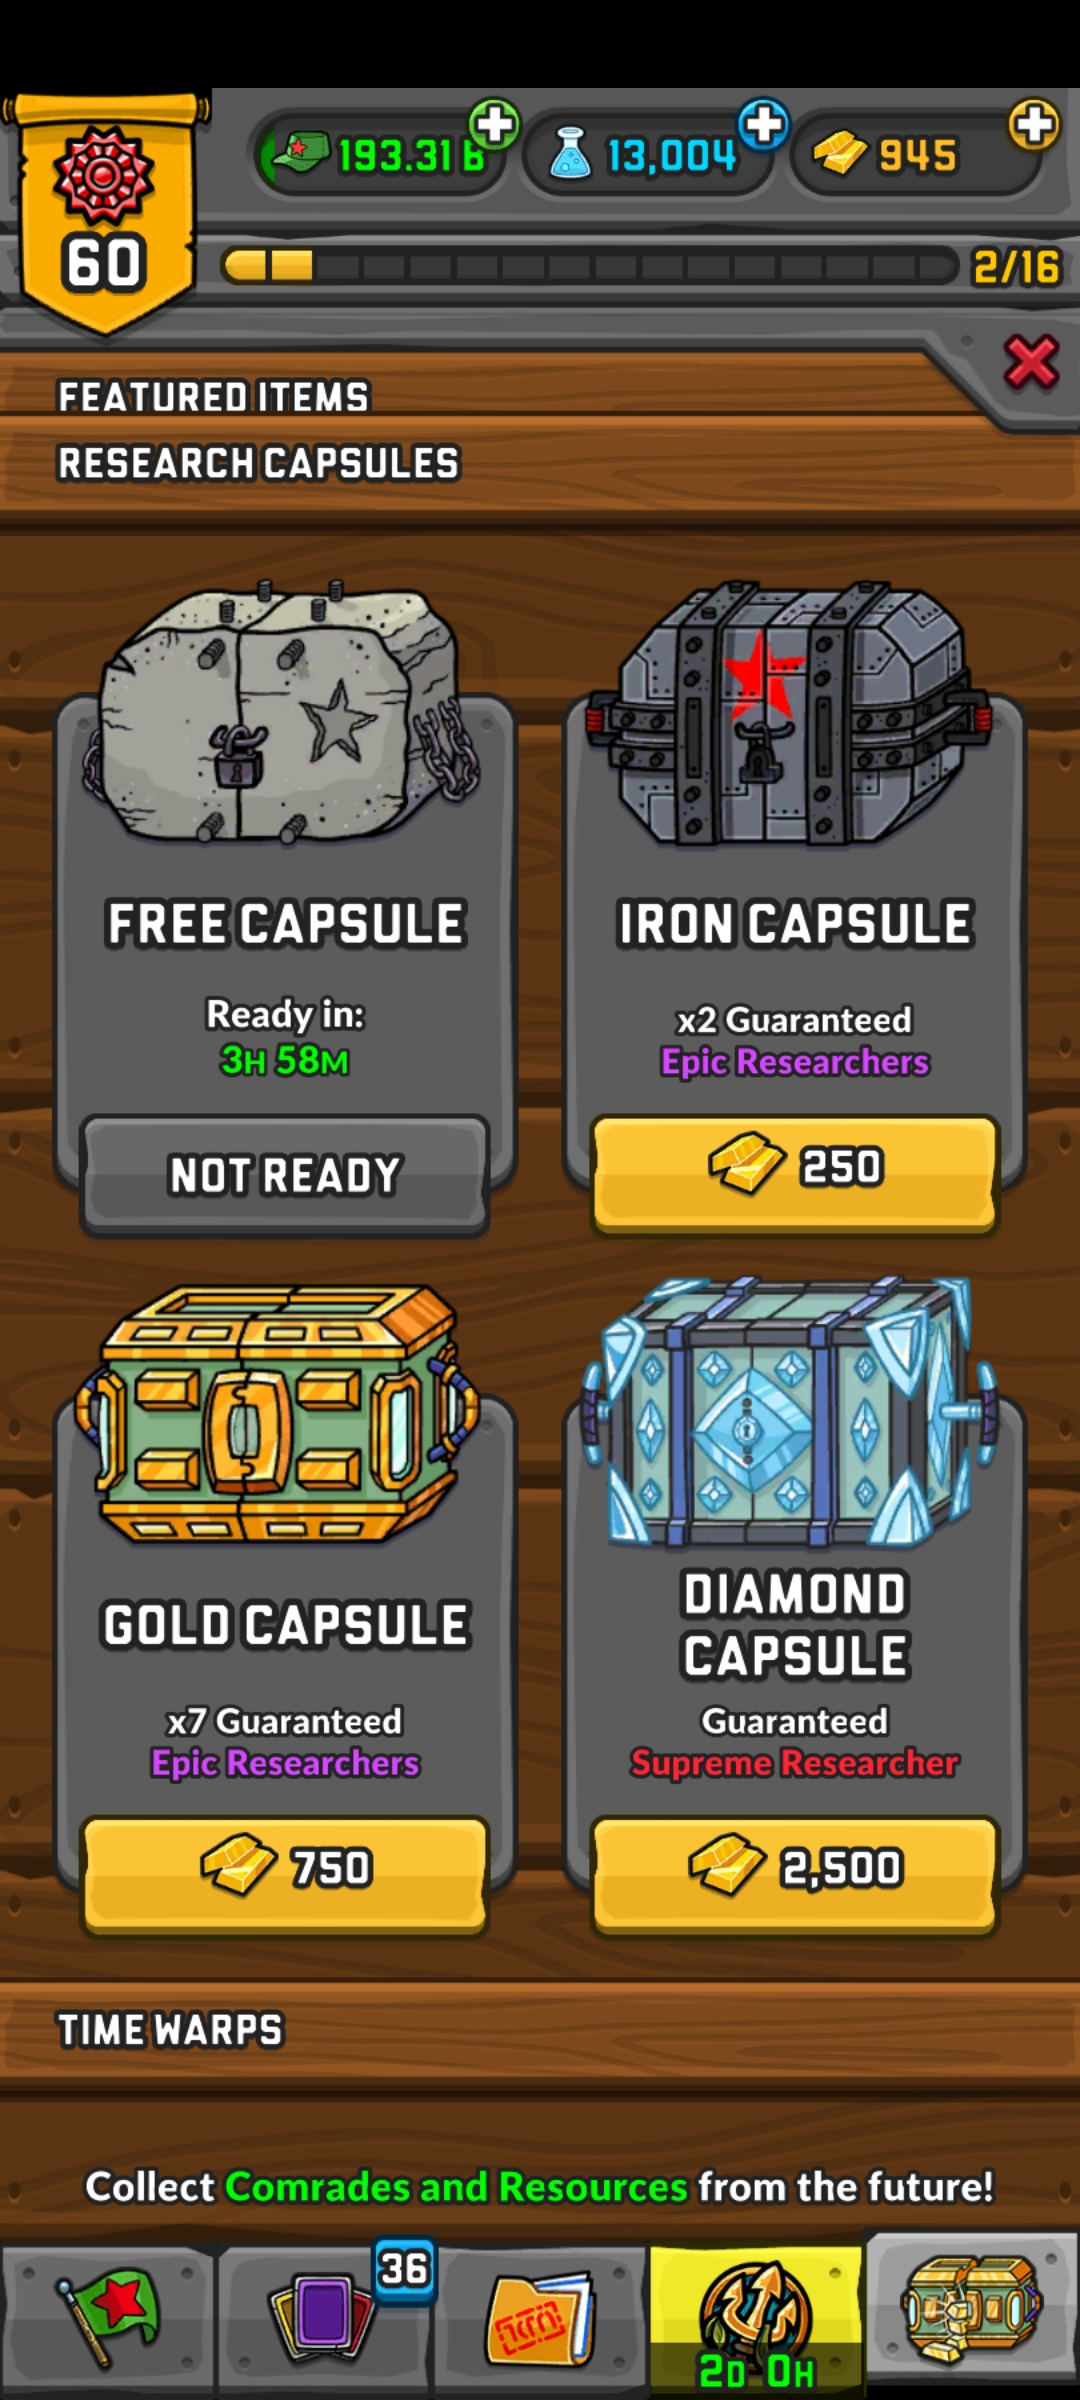 193.31 B
13,004
945
60
2/16
FEATURED ITEMS
RESEARCH CAPSULES
FREE CAPSULE
Ready in:
3H 58M
NOT READY
IRON CAPSULE
x2 Guaranteed
Epic Researchers
250
GOLD CAPSULE
x7 Guaranteed
Epic Researchers
750
DIAMOND
CAPSULE
Guaranteed
Supreme Researcher
2,500
TIME WARPS
Collect Comrades and Resources from the future!
36
2D 0H